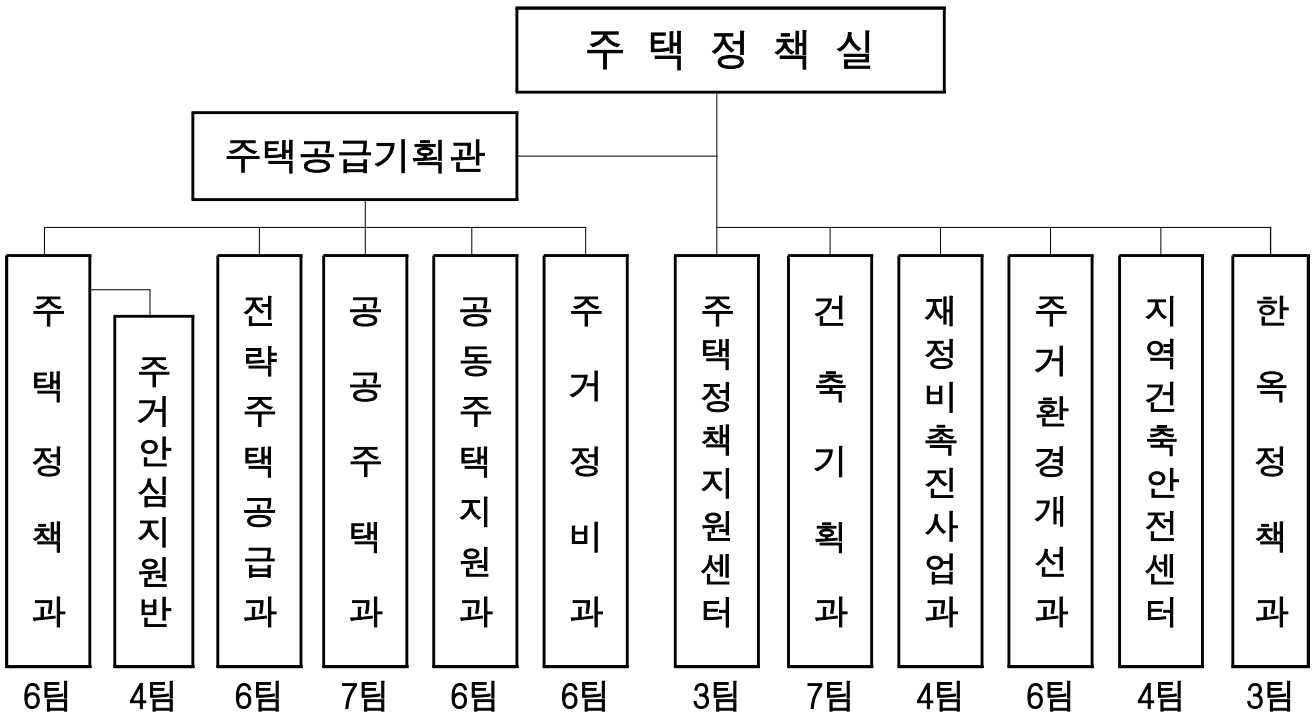 주택정책실
주택공급기획관
주택정책과
주거안심지원반
전략주택공급과
공공주택과
공동주택지원과
주거정비과
주택정책지원센터
건축기획과
재정비촉진사업과
주거환경개선과
지역건축안전센터
한옥정책과
6팀 4팀 6팀 7팀 6팀 6팀 3팀 7팀 4팀 6팀 4팀 3팀